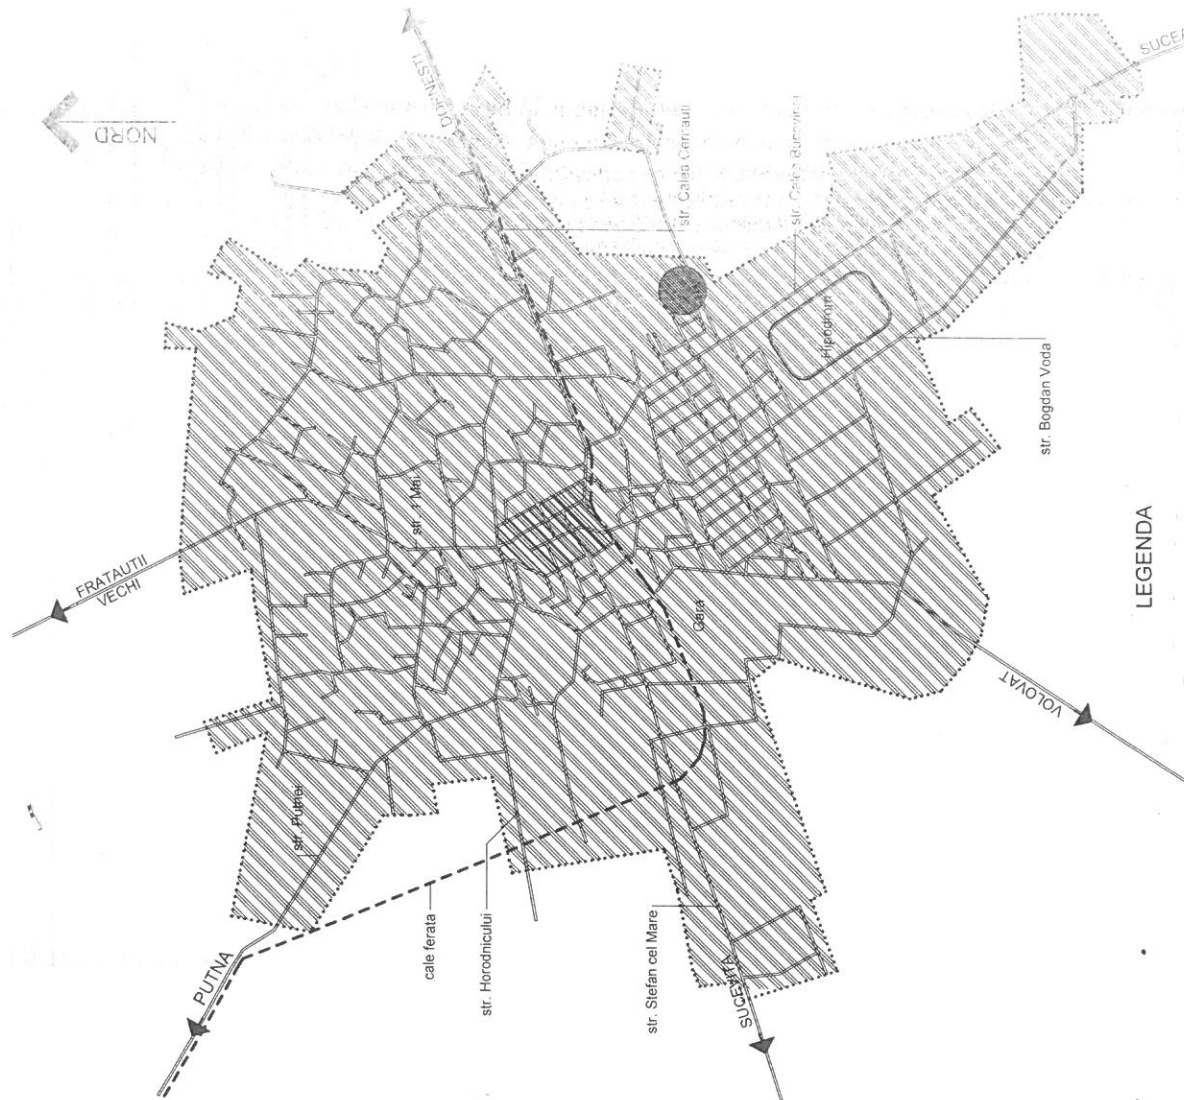 SUCEA
NORD
DORNESTI
str. Calea Cernauti
str. Calea Bucovinei
Hipodrom
str. Bogdan Voda
str. 1 Mai
FRATAUTII
VECHI
Gara
LEGENDA
VOLOVAT
str. Putnei
cale ferata
str. Horodnicului
str. Stefan cel Mare
SUCEVITA
PUTNA